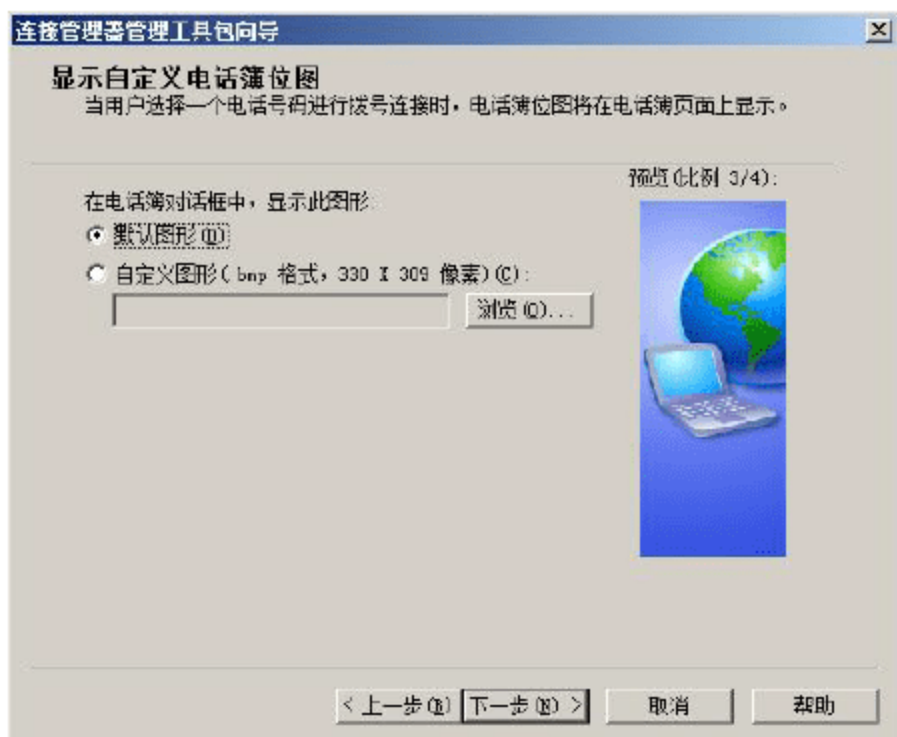 连接管理器管理工具包向导
显示自定义电话簿位图
当用户选择一个电话号码进行拨号连接时，电话簿位图将在电话簿页面上显示。
预览(比例 3/4):
在电话簿对话框中，显示此图形:
默认图形(D)
自定义图形( bmp 格式，330 X 309 像素)(C):
浏览(O)...
< 上一步(B)
下一步(N) >
取消
帮助